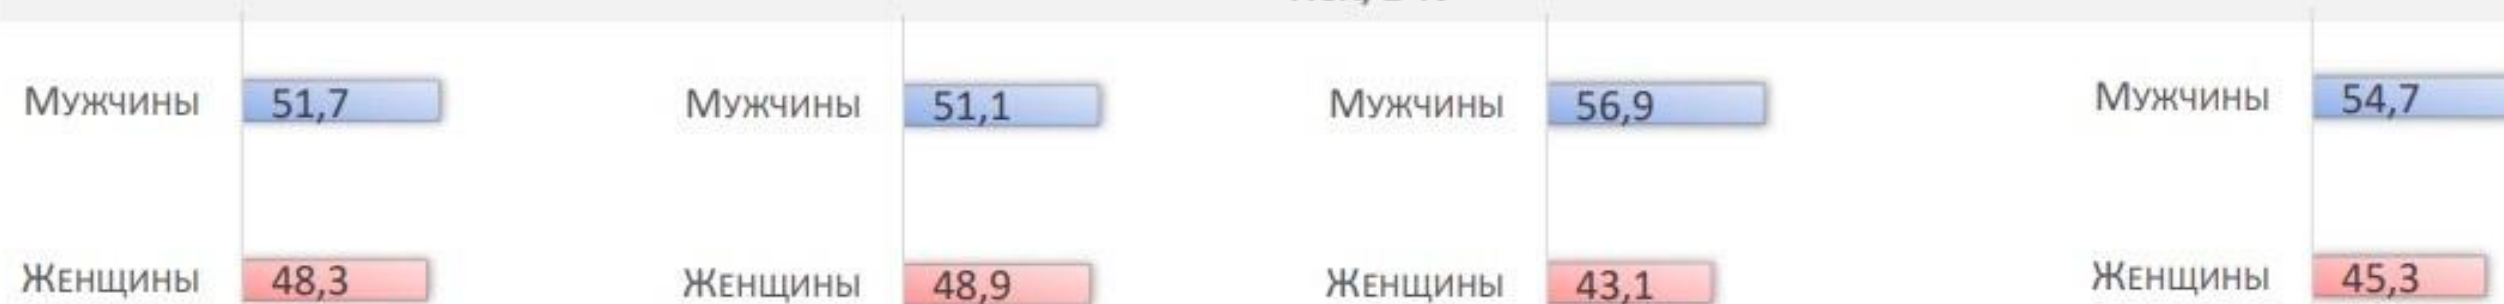 Мужчины 51,7 Мужчины 51,1 Мужчины 56,9 Мужчины 54,7
Женщины 48,3 Женщины 48,9 Женщины 43,1 Женщины 45,3